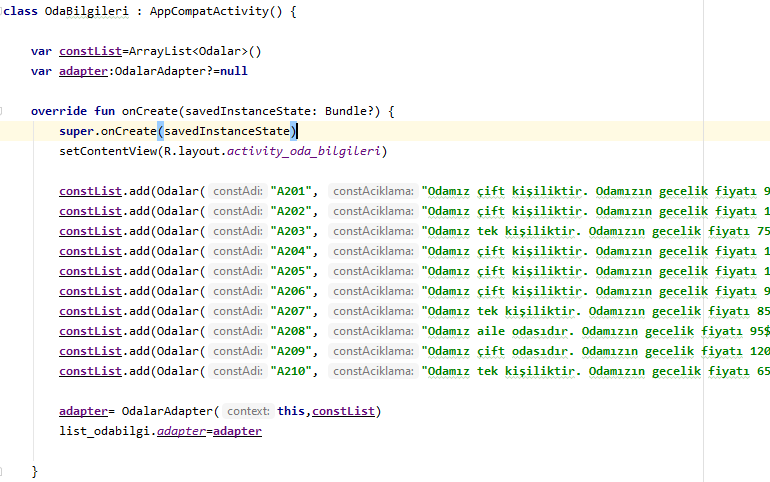 class OdaBilgileri : AppCompatActivity() {
var constList=ArrayList<Odalar>()
var adapter:OdalarAdapter?=null
override fun onCreate(savedInstanceState: Bundle?) {
super.onCreate(savedInstanceState)
setContentView(R.layout.activity_oda_bilgileri)
constList.add(Odalar( constAdi: "A201", constAciklama: "Odamız çift kişiliktir. Odamızın gecelik fiyatı 9
constList.add(Odalar( constAdi: "A202", constAciklama: "Odamız çift kişiliktir. Odamızın gecelik fiyatı 1
constList.add(Odalar( constAdi: "A203", constAciklama: "Odamız tek kişiliktir. Odamızın gecelik fiyatı 75
constList.add(Odalar( constAdi: "A204", constAciklama: "Odamız çift kişiliktir. Odamızın gecelik fiyatı 1
constList.add(Odalar( constAdi: "A205", constAciklama: "Odamız çift kişiliktir. Odamızın gecelik fiyatı 1
constList.add(Odalar( constAdi: "A206", constAciklama: "Odamız çift kişiliktir. Odamızın gecelik fiyatı 9
constList.add(Odalar( constAdi: "A207", constAciklama: "Odamız tek kişiliktir. Odamızın gecelik fiyatı 85
constList.add(Odalar( constAdi: "A208", constAciklama: "Odamız aile odasıdır. Odamızın gecelik fiyatı 95$
constList.add(Odalar( constAdi: "A209", constAciklama: "Odamız çift odasıdır. Odamızın gecelik fiyatı 120
constList.add(Odalar( constAdi: "A210", constAciklama: "Odamız tek kişiliktir. Odamızın gecelik fiyatı 65
adapter= OdalarAdapter( context: this,constList)
list_odabilgi.adapter=adapter
}